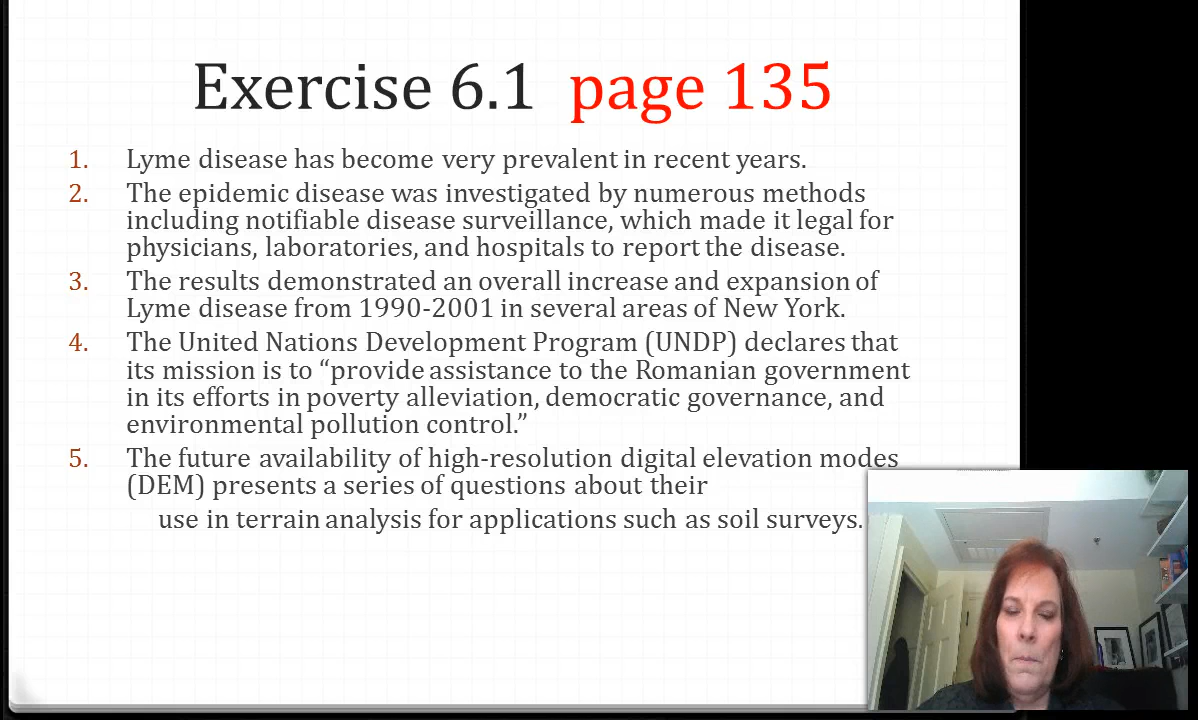 Exercise 6.1 page 135
1. Lyme disease has become very prevalent in recent years.
2. The epidemic disease was investigated by numerous methods
including notifiable disease surveillance, which made it legal for
physicians, laboratories, and hospitals to report the disease.
3. The results demonstrated an overall increase and expansion of
Lyme disease from 1990-2001 in several areas of New York.
4. The United Nations Development Program (UNDP) declares that
its mission is to “provide assistance to the Romanian government
in its efforts in poverty alleviation, democratic governance, and
environmental pollution control.”
5. The future availability of high-resolution digital elevation modes
(DEM) presents a series of questions about their
use in terrain analysis for applications such as soil surveys.